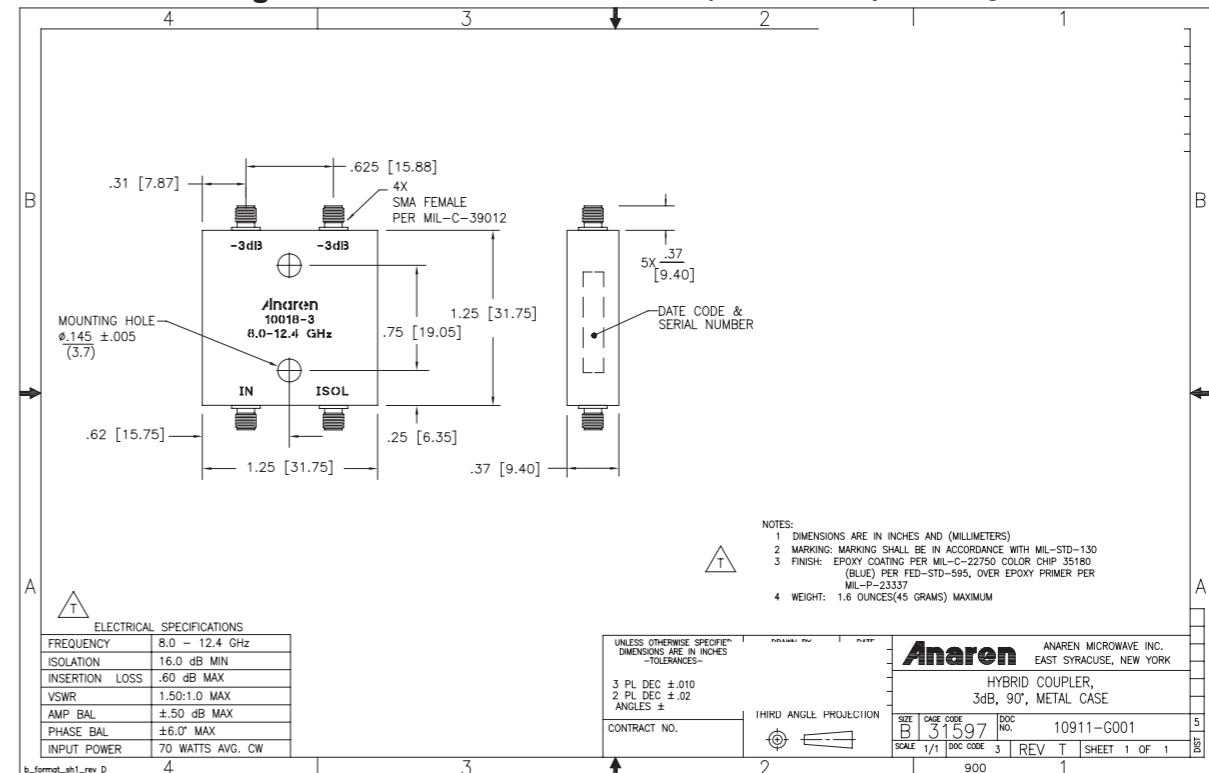 4 3 2 1
.625 [15.88]
.31 [7.87]
4X
SMA FEMALE
PER MIL-C-39012
B B
-3dB -3dB
5X .37
[9.40]
Anaren
10018-3
8.0-12.4 GHz
1.25 [31.75]
.75 [19.05]
MOUNTING HOLE
ø.145 ±.005
(3.7)
DATE CODE &
SERIAL NUMBER
IN ISOL
.62 [15.75]
.25 [6.35]
1.25 [31.75]
.37 [9.40]
NOTES:
1 DIMENSIONS ARE IN INCHES AND (MILLIMETERS)
2 MARKING: MARKING SHALL BE IN ACCORDANCE WITH MIL-STD-130
3 FINISH: EPOXY COATING PER MIL-C-22750 COLOR CHIP 35180
(BLUE) PER FED-STD-595, OVER EPOXY PRIMER PER
MIL-P-23337
4 WEIGHT: 1.6 OUNCES(45 GRAMS) MAXIMUM
T
A A
T
ELECTRICAL SPECIFICATIONS
FREQUENCY 8.0 - 12.4 GHz
ISOLATION 16.0 dB MIN
INSERTION LOSS .60 dB MAX
VSWR 1.50:1.0 MAX
AMP BAL ±.50 dB MAX
PHASE BAL ±6.0° MAX
INPUT POWER 70 WATTS AVG. CW
UNLESS OTHERWISE SPECIFIED
DIMENSIONS ARE IN INCHES
-TOLERANCES-
3 PL DEC ±.010
2 PL DEC ±.02
ANGLES ±
CONTRACT NO.
DRAWN BY DATE
THIRD ANGLE PROJECTION
Anaren
ANAREN MICROWAVE INC.
EAST SYRACUSE, NEW YORK
HYBRID COUPLER,
3dB, 90°, METAL CASE
SIZE B
CAGE CODE 31597
DOC NO. 10911-G001
SCALE 1/1 DOC CODE 3 REV T SHEET 1 OF 1
5
DIST
b_format_sh1_rev D 4 3 2 900 1